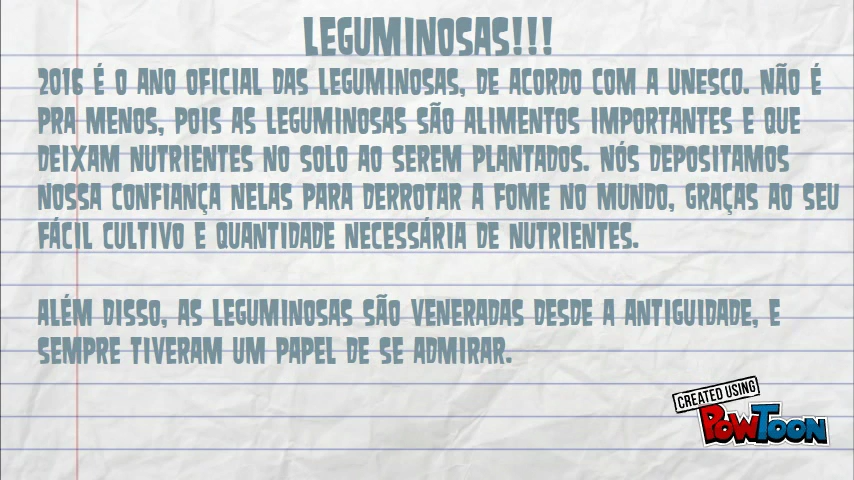 LEGUMINOSAS!!!
2016 É O ANO OFICIAL DAS LEGUMINOSAS, DE ACORDO COM A UNESCO. NÃO É
PRA MENOS, POIS AS LEGUMINOSAS SÃO ALIMENTOS IMPORTANTES E QUE
DEIXAM NUTRIENTES NO SOLO AO SEREM PLANTADOS. NÓS DEPOSITAMOS
NOSSA CONFIANÇA NELAS PARA DERROTAR A FOME NO MUNDO, GRAÇAS AO SEU
FÁCIL CULTIVO E QUANTIDADE NECESSÁRIA DE NUTRIENTES.
ALÉM DISSO, AS LEGUMINOSAS SÃO VENERADAS DESDE A ANTIGUIDADE, E
SEMPRE TIVERAM UM PAPEL DE SE ADMIRAR.
CREATED USING
POWTOON